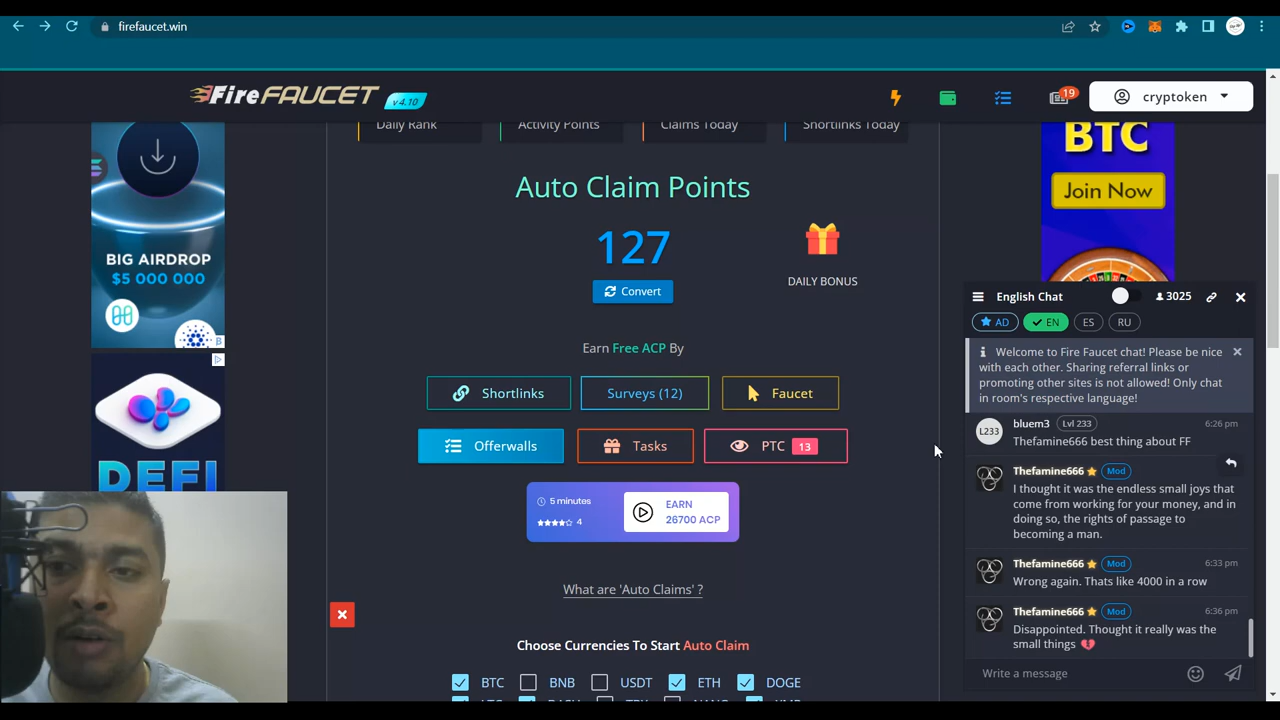 firefaucet.win
FireFAUCET v 4.10
19
cryptoken
Daily Rank
Activity Points
Claims Today
Shortlinks Today
BIG AIRDROP
$5 000 000
DEFI
BTC
Join Now
Auto Claim Points
127
Convert
DAILY BONUS
Earn Free ACP By
Shortlinks
Surveys (12)
Faucet
Offerwalls
Tasks
PTC 13
5 minutes
4
EARN
26700 ACP
What are 'Auto Claims' ?
Choose Currencies To Start Auto Claim
BTC
BNB
USDT
ETH
DOGE
English Chat
3025
AD
EN
ES
RU
Welcome to Fire Faucet chat! Please be nice
with each other. Sharing referral links or
promoting other sites is not allowed! Only chat
in room's respective language!
L233
bluem3 Lvl 233 6:26 pm
Thefamine666 best thing about FF
Thefamine666 Mod
I thought it was the endless small joys that
come from working for your money, and in
doing so, the rights of passage to
becoming a man.
Thefamine666 Mod 6:33 pm
Wrong again. Thats like 4000 in a row
Thefamine666 Mod 6:36 pm
Disappointed. Thought it really was the
small things 💔
Write a message